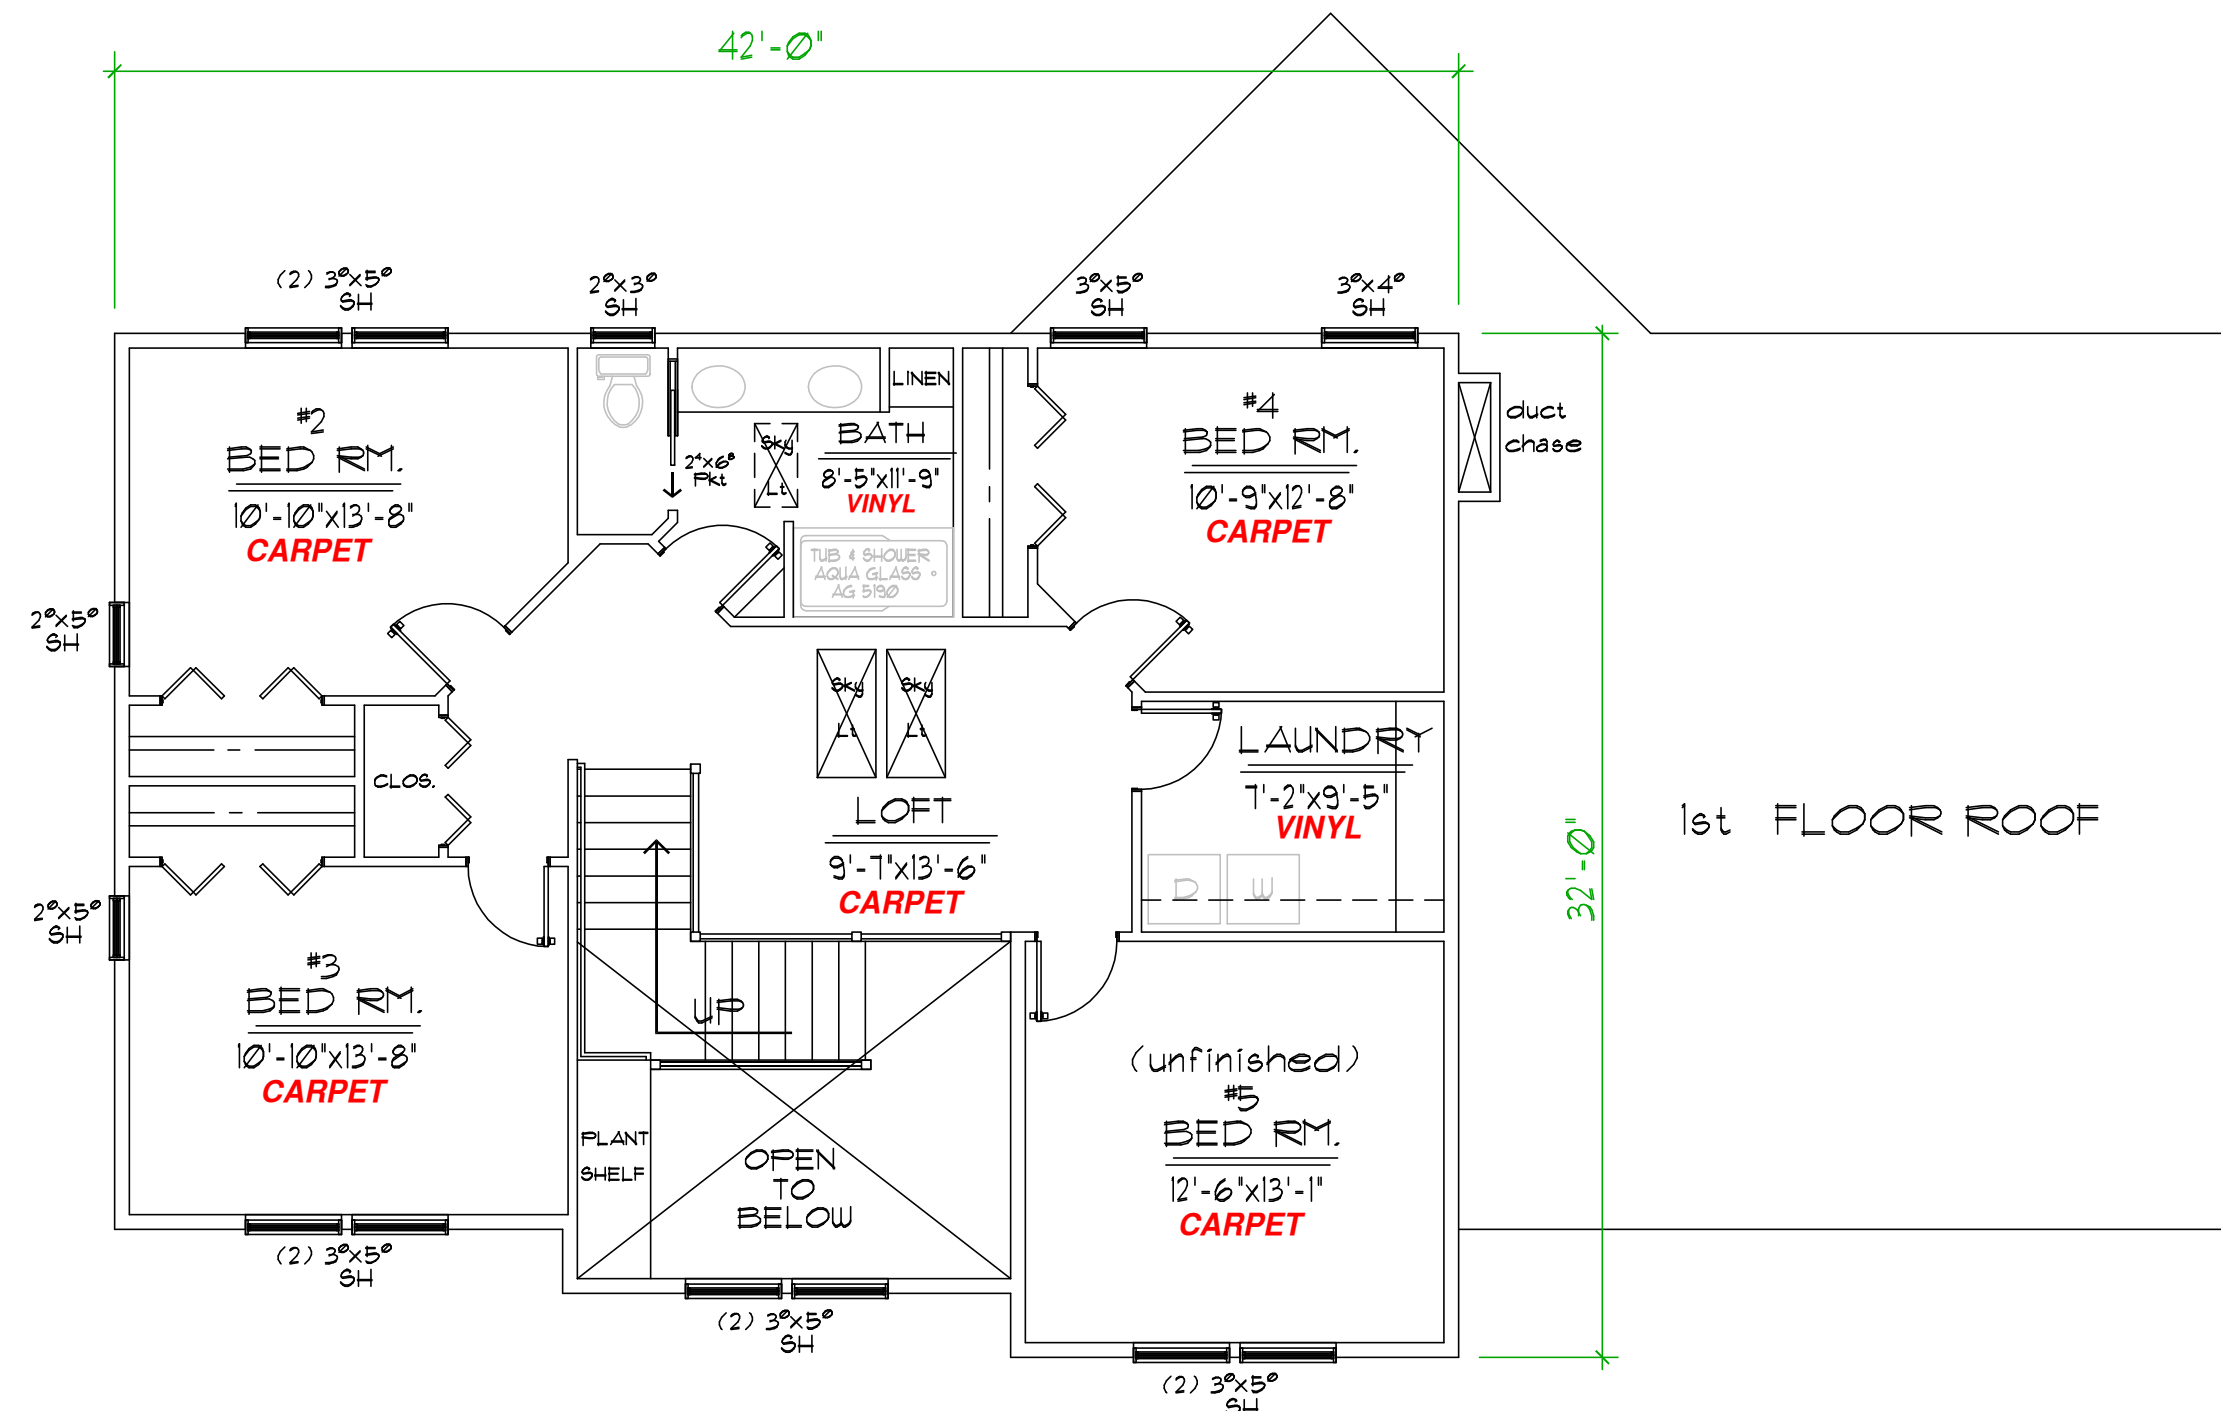 42'-0"
(2) 3⁰x5⁰
SH
2⁰x3⁰
SH
3⁰x5⁰
SH
3⁰x4⁰
SH
#2
BED RM.
10'-10"x13'-8"
CARPET
LINEN
Sky
Lt
2⁴x6⁸
Pkt
BATH
8'-5"x11'-9"
VINYL
TUB & SHOWER
AQUA GLASS
AG 5190
#4
BED RM.
10'-9"x12'-8"
CARPET
duct
chase
2⁰x5⁰
SH
Sky
Lt
Sky
Lt
CLOS.
LOFT
9'-7"x13'-6"
CARPET
LAUNDRY
7'-2"x9'-5"
VINYL
D
W
32'-0"
1st FLOOR ROOF
2⁰x5⁰
SH
#3
BED RM.
10'-10"x13'-8"
CARPET
UP
PLANT
SHELF
OPEN
TO
BELOW
(unfinished)
#5
BED RM.
12'-6"x13'-1"
CARPET
(2) 3⁰x5⁰
SH
(2) 3⁰x5⁰
SH
(2) 3⁰x5⁰
SH